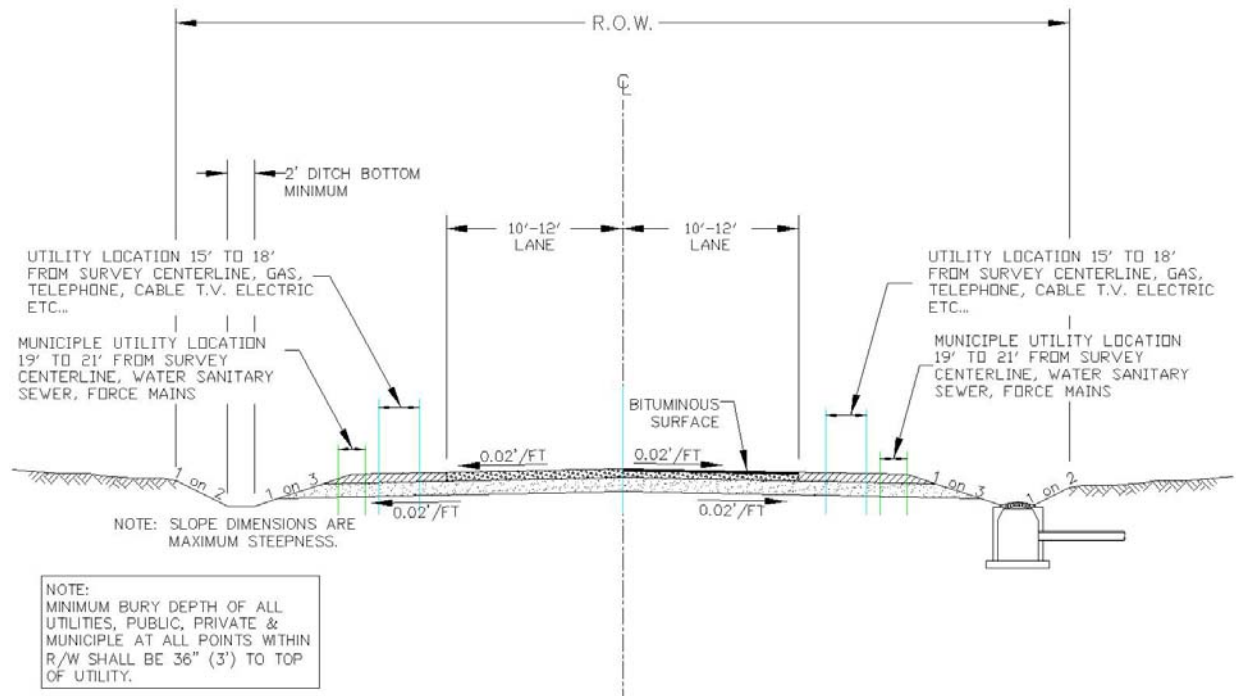 R.O.W.
℄
2' DITCH BOTTOM
MINIMUM
10'-12'
LANE
10'-12'
LANE
UTILITY LOCATION 15' TO 18'
FROM SURVEY CENTERLINE, GAS,
TELEPHONE, CABLE T.V. ELECTRIC
ETC...
UTILITY LOCATION 15' TO 18'
FROM SURVEY CENTERLINE, GAS,
TELEPHONE, CABLE T.V. ELECTRIC
ETC...
MUNICIPLE UTILITY LOCATION
19' TO 21' FROM SURVEY
CENTERLINE, WATER SANITARY
SEWER, FORCE MAINS
MUNICIPLE UTILITY LOCATION
19' TO 21' FROM SURVEY
CENTERLINE, WATER SANITARY
SEWER, FORCE MAINS
BITUMINOUS
SURFACE
0.02'/FT
0.02'/FT
1 on 2
1 on 3
1 on 3
1 on 2
0.02'/FT
0.02'/FT
NOTE: SLOPE DIMENSIONS ARE
MAXIMUM STEEPNESS.
NOTE:
MINIMUM BURY DEPTH OF ALL
UTILITIES, PUBLIC, PRIVATE &
MUNICIPLE AT ALL POINTS WITHIN
R/W SHALL BE 36" (3') TO TOP
OF UTILITY.